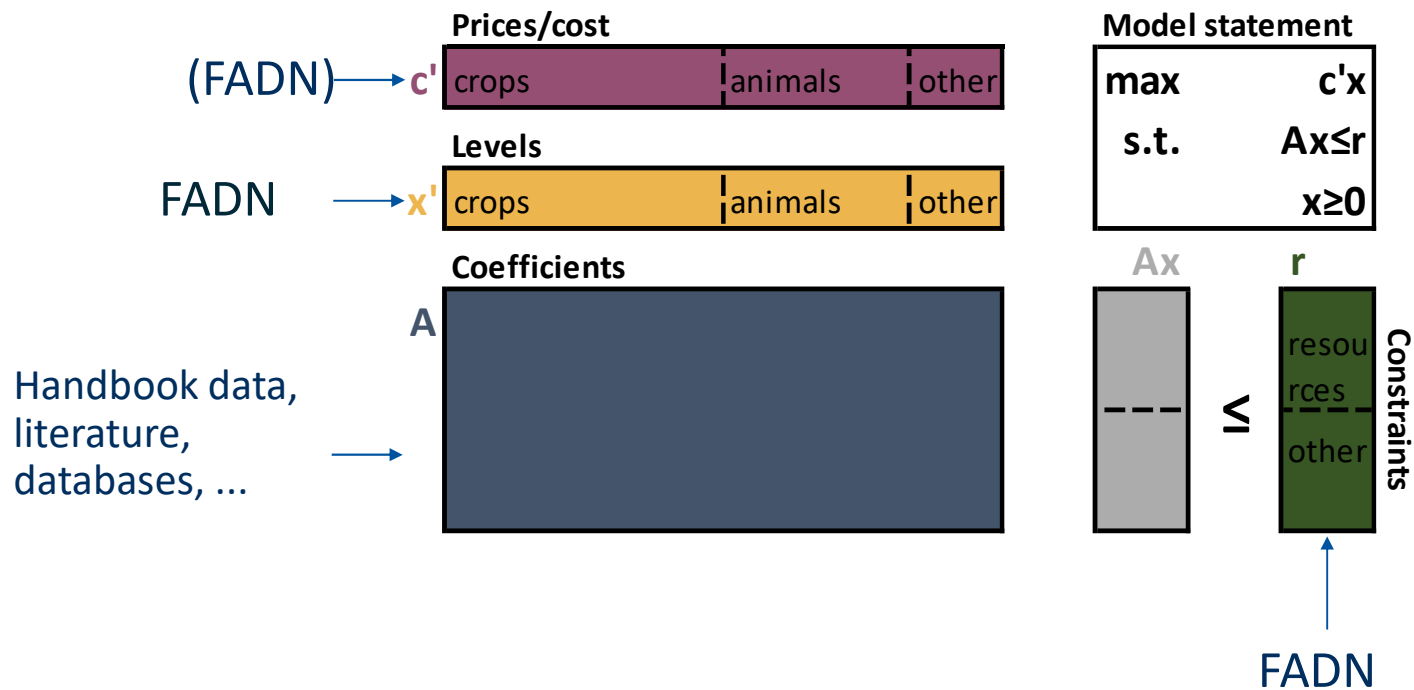 Prices/cost
(FADN)
c'
crops
animals
other
Levels
FADN
x'
crops
animals
other
Coefficients
A
Handbook data,
literature,
databases, ...
Model statement
max c'x
s.t. Ax≤r
x≥0
Ax
r
≤
resou
rces
other
Constraints
FADN